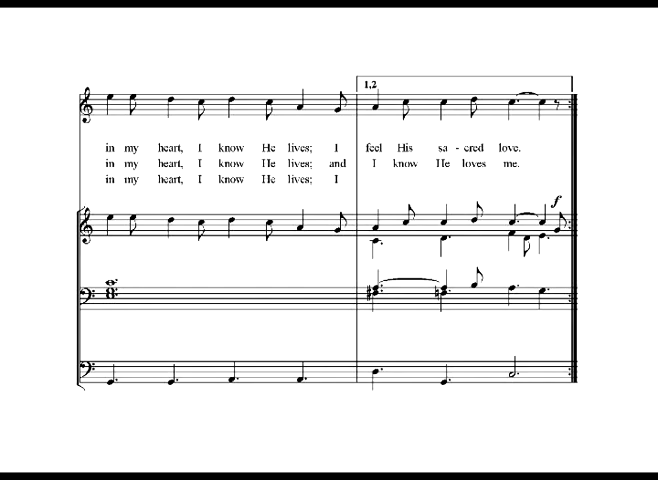 1,2
in my heart, I know He lives; I feel His sa - cred love.
in my heart, I know He lives; and I know He loves me.
in my heart, I know He lives; I
f